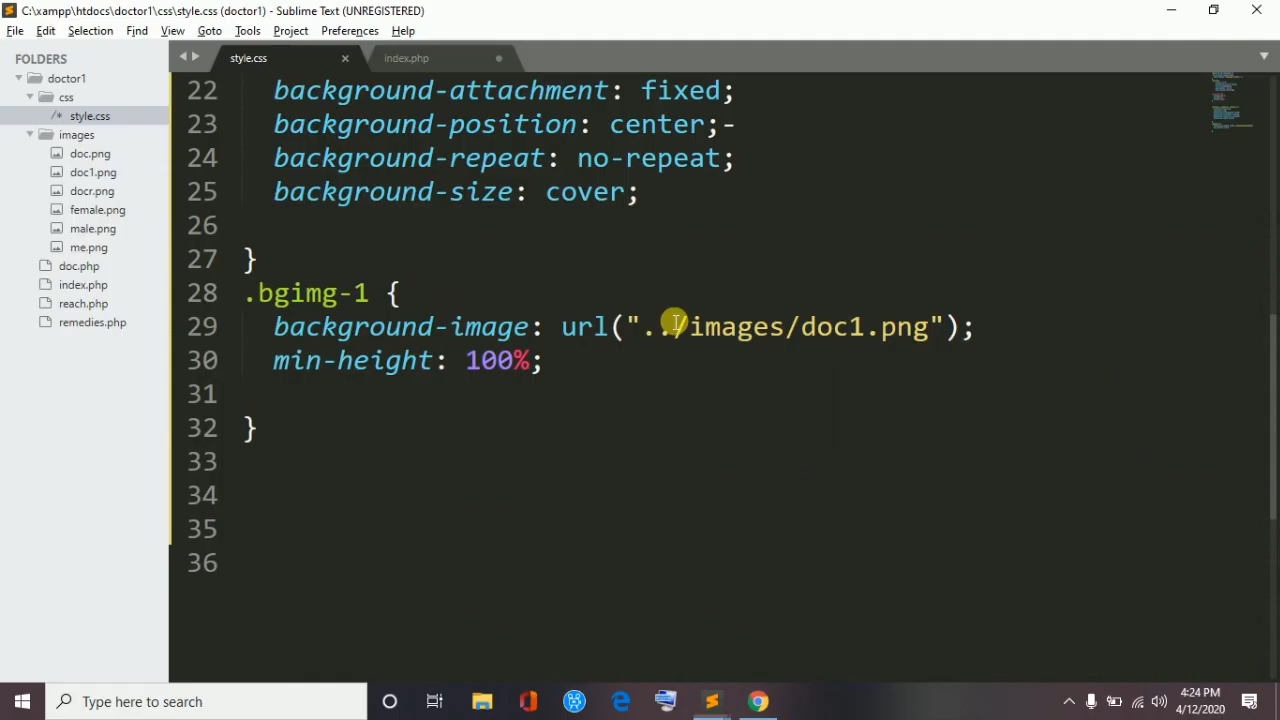 C:\xampp\htdocs\doctor1\css\style.css (doctor1) - Sublime Text (UNREGISTERED)
File Edit Selection Find View Goto Tools Project Preferences Help
FOLDERS
doctor1
css
/* style.css
images
doc.png
doc1.png
docr.png
female.png
male.png
me.png
doc.php
index.php
reach.php
remedies.php
style.css
index.php
22 background-attachment: fixed;
23 background-position: center;-
24 background-repeat: no-repeat;
25 background-size: cover;
26
27 }
28 .bgimg-1 {
29 background-image: url("../images/doc1.png");
30 min-height: 100%;
31
32 }
33
34
35
36
Type here to search
4:24 PM
4/12/2020